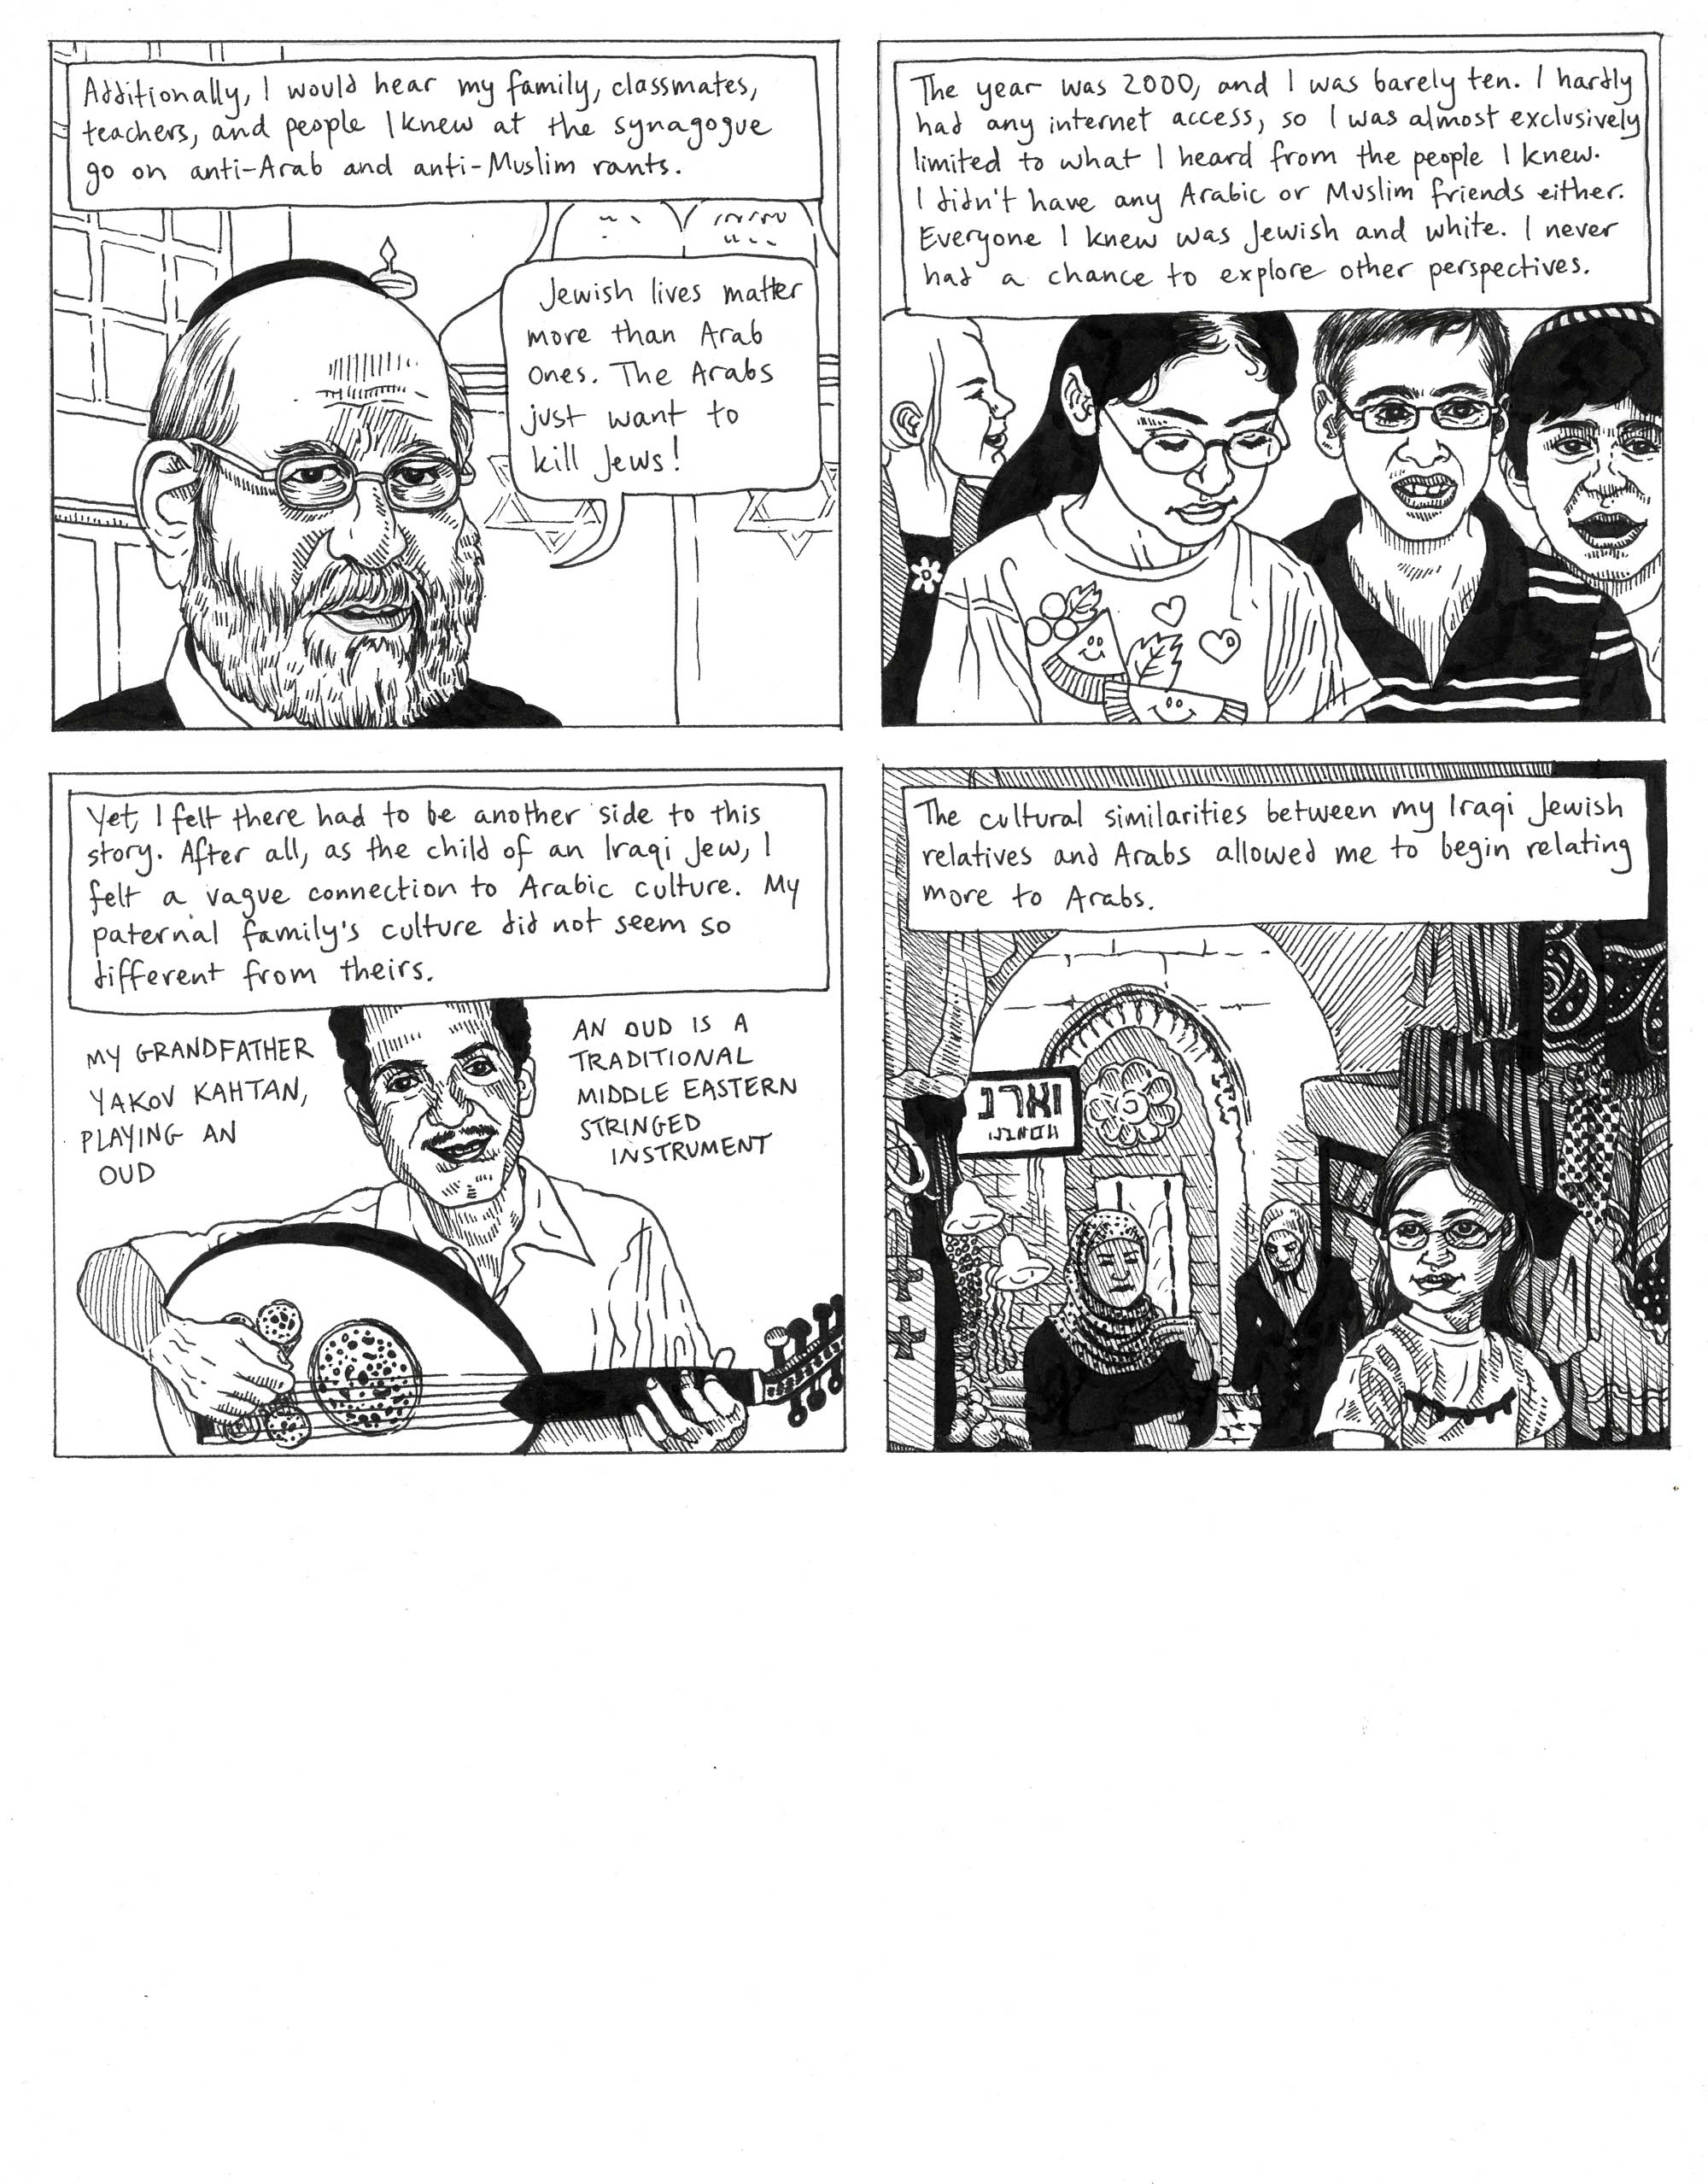 Additionally, I would hear my family, classmates,
teachers, and people I knew at the synagogue
go on anti-Arab and anti-Muslim rants.
Jewish lives matter
more than Arab
ones. The Arabs
just want to
kill Jews!
The year was 2000, and I was barely ten. I hardly
had any internet access, so I was almost exclusively
limited to what I heard from the people I knew.
I didn't have any Arabic or Muslim friends either.
Everyone I knew was Jewish and white. I never
had a chance to explore other perspectives.
Yet, I felt there had to be another side to this
story. After all, as the child of an Iraqi Jew, I
felt a vague connection to Arabic culture. My
paternal family's culture did not seem so
different from theirs.
MY GRANDFATHER
YAKOV KAHTAN,
PLAYING AN
OUD
AN OUD IS A
TRADITIONAL
MIDDLE EASTERN
STRINGED
INSTRUMENT
The cultural similarities between my Iraqi Jewish
relatives and Arabs allowed me to begin relating
more to Arabs.